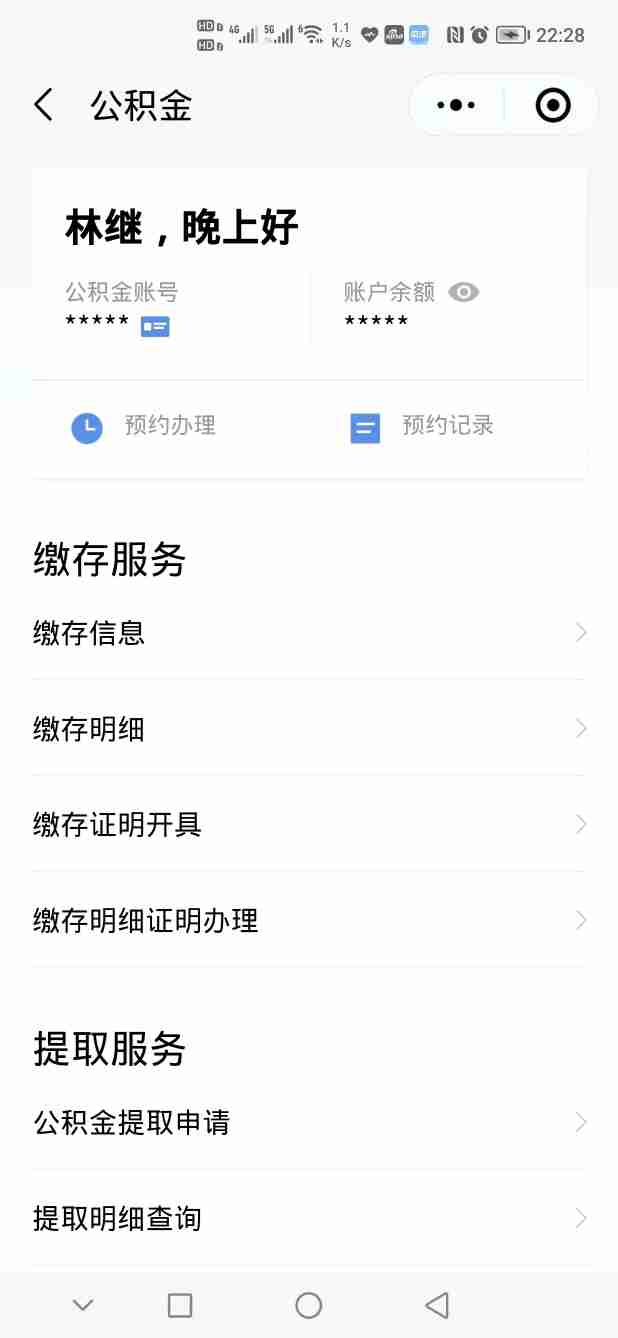 HD 4G 5G 6 1.1 K/s 22:28
HD
公积金
林继，晚上好
公积金账号
账户余额
*****
*****
预约办理
预约记录
缴存服务
缴存信息
缴存明细
缴存证明开具
缴存明细证明办理
提取服务
公积金提取申请
提取明细查询